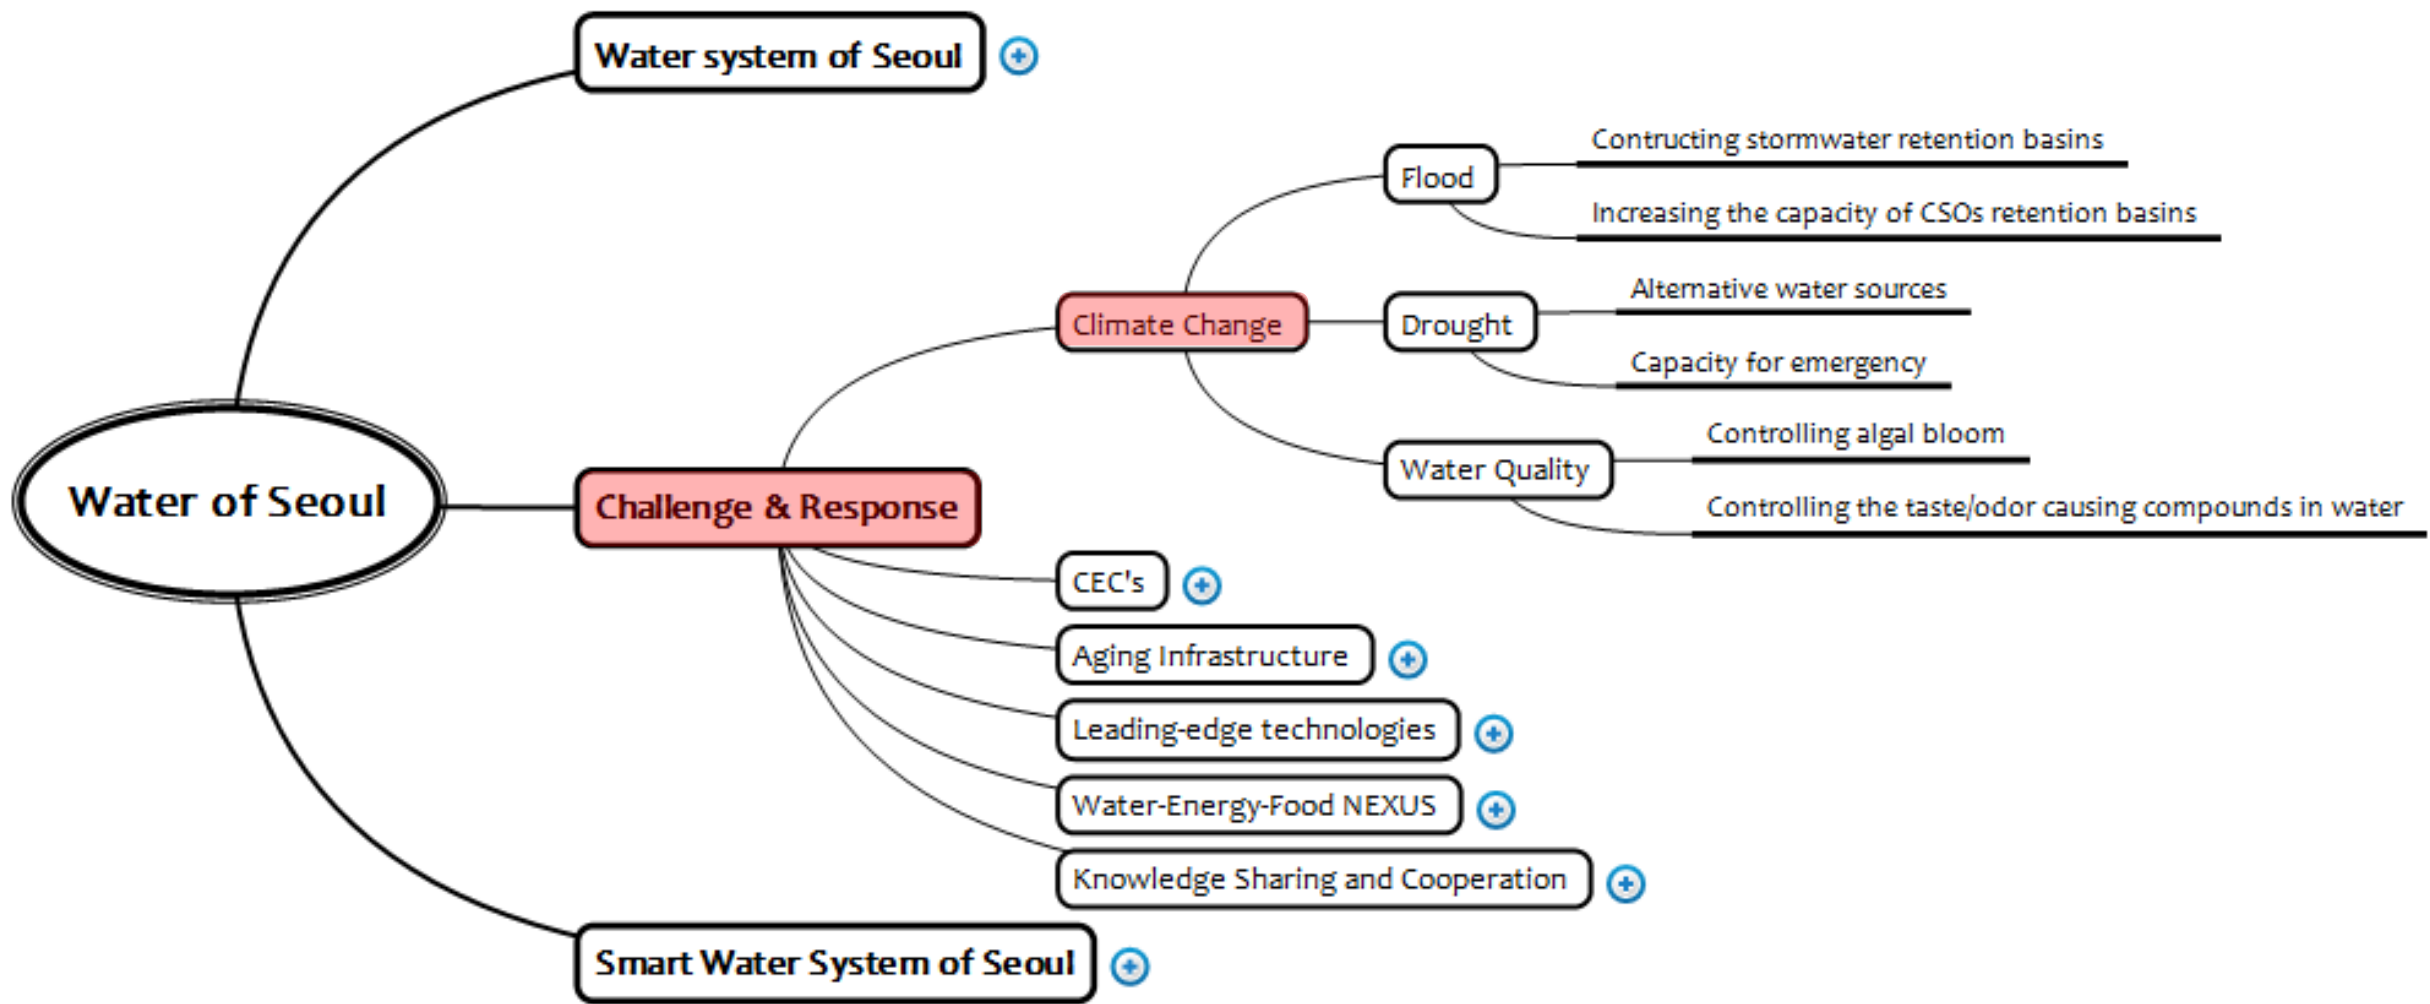 Water system of Seoul
Contructing stormwater retention basins
Flood
Increasing the capacity of CSOs retention basins
Alternative water sources
Climate Change
Drought
Capacity for emergency
Controlling algal bloom
Water Quality
Water of Seoul
Challenge & Response
Controlling the taste/odor causing compounds in water
CEC's
Aging Infrastructure
Leading-edge technologies
Water-Energy-Food NEXUS
Knowledge Sharing and Cooperation
Smart Water System of Seoul